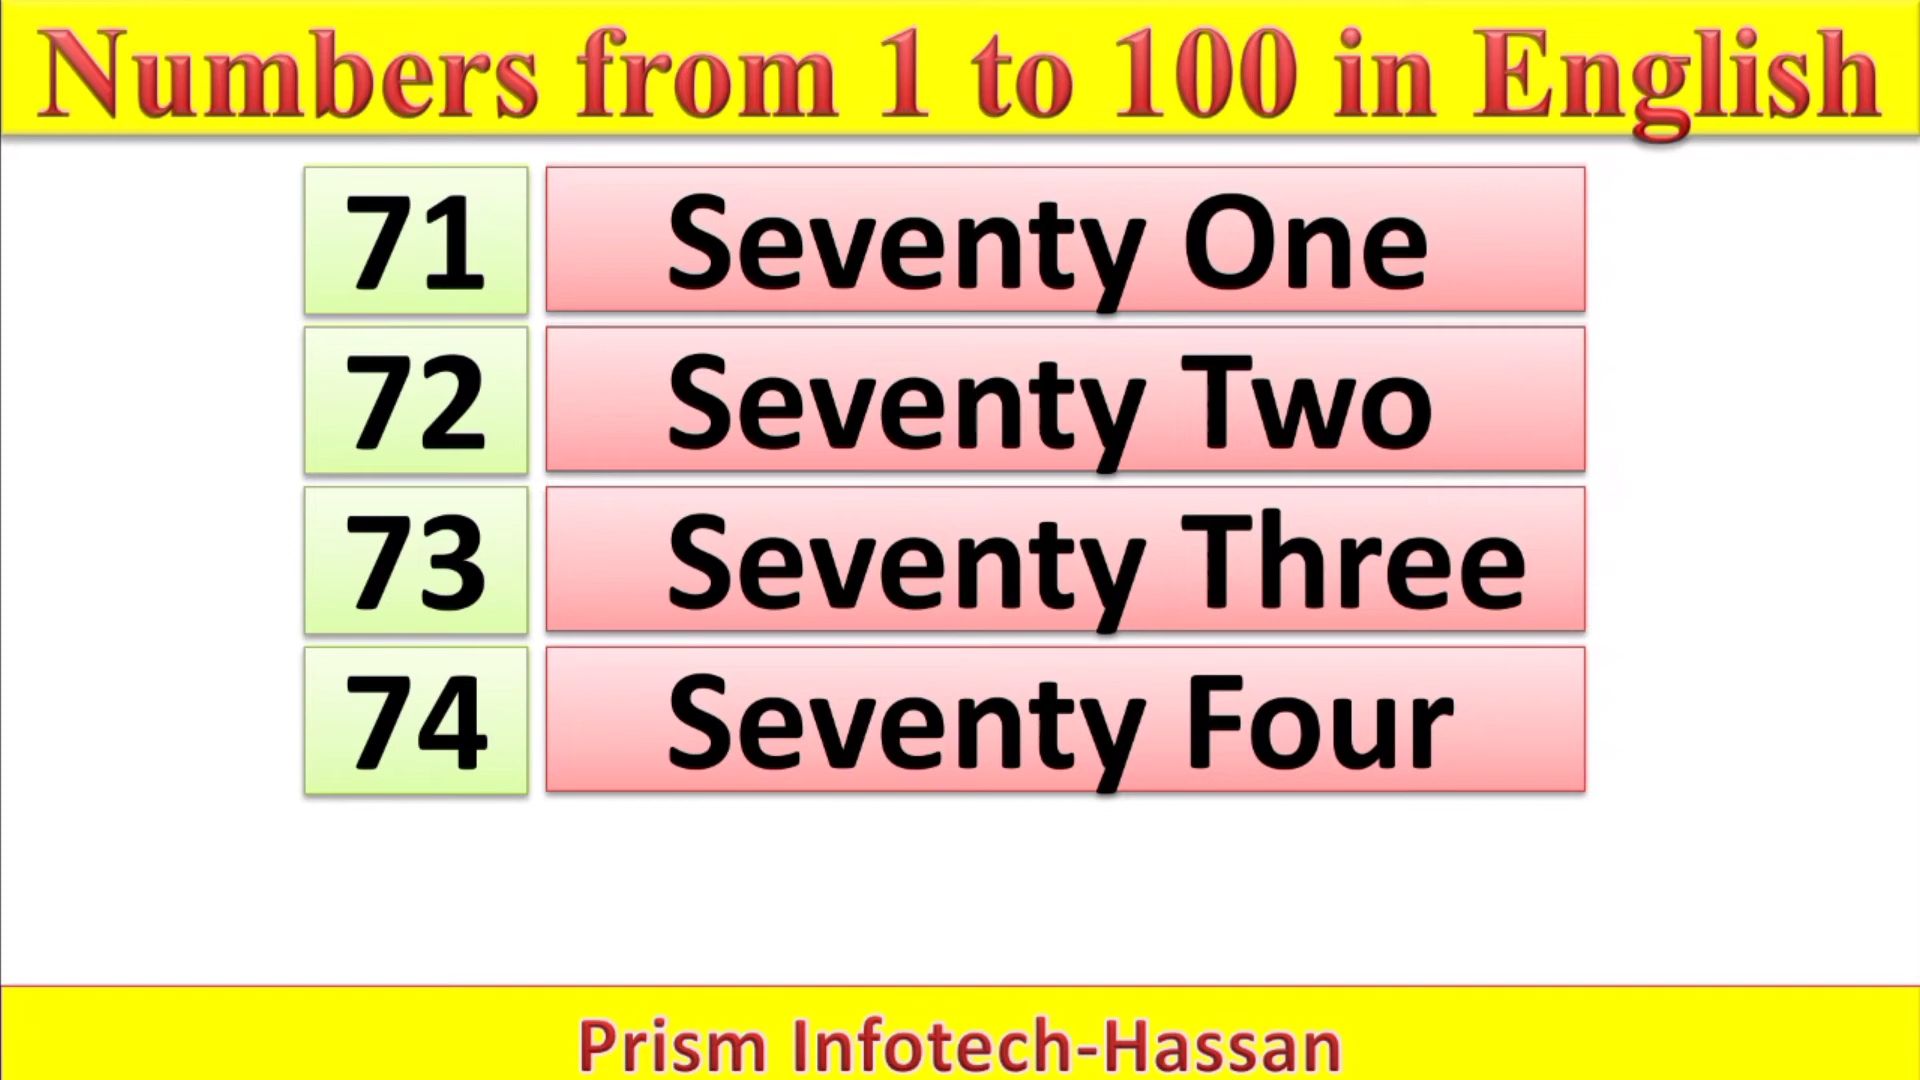 Numbers from 1 to 100 in English
71 Seventy One
72 Seventy Two
73 Seventy Three
74 Seventy Four
Prism Infotech-Hassan